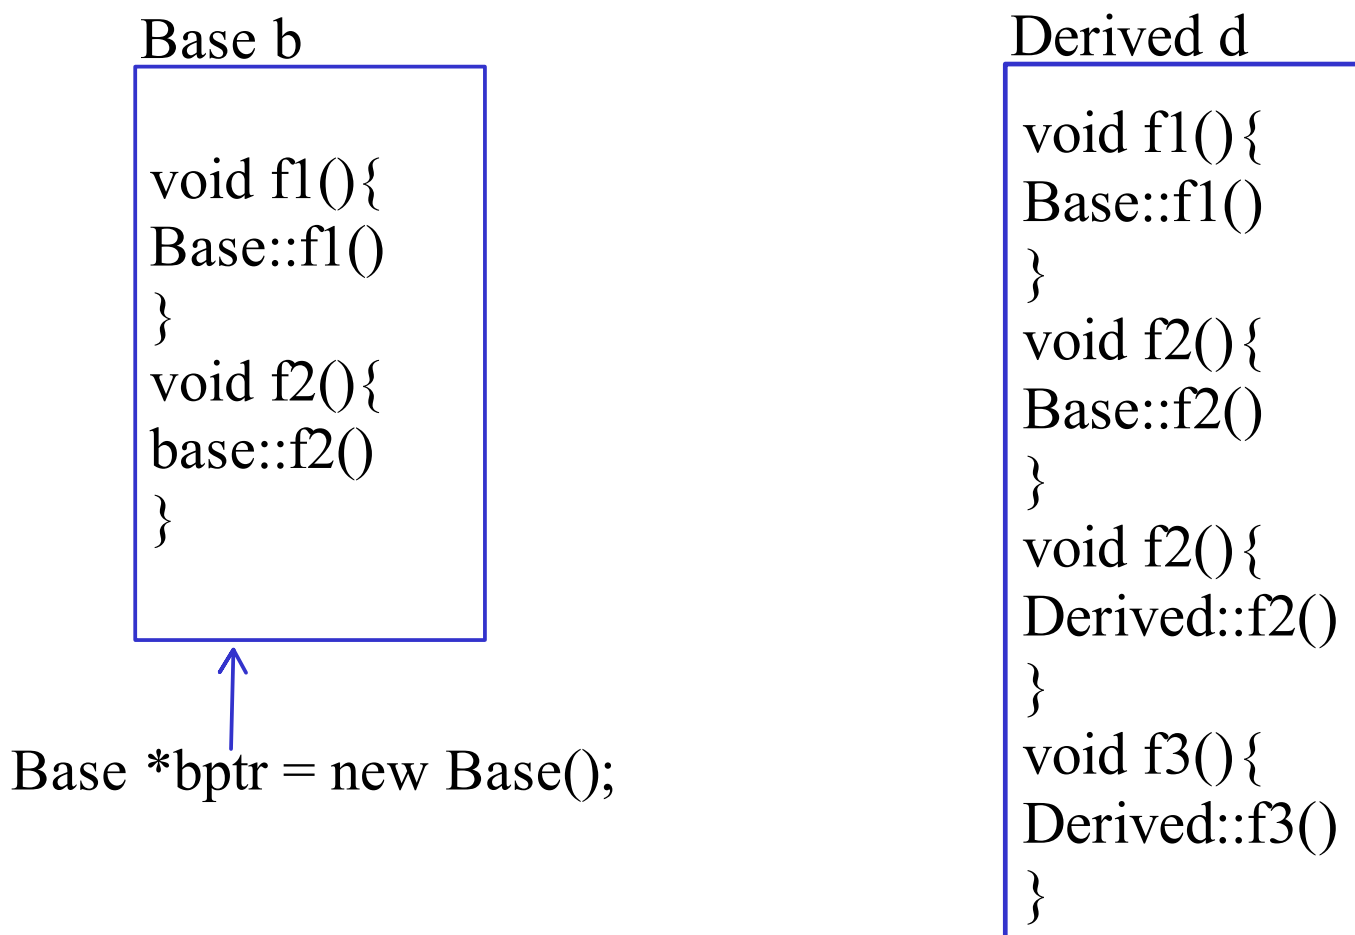 Base b
void f1(){
Base::f1()
}
void f2(){
base::f2()
}
Base *bptr = new Base();
Derived d
void f1(){
Base::f1()
}
void f2(){
Base::f2()
}
void f2(){
Derived::f2()
}
void f3(){
Derived::f3()
}